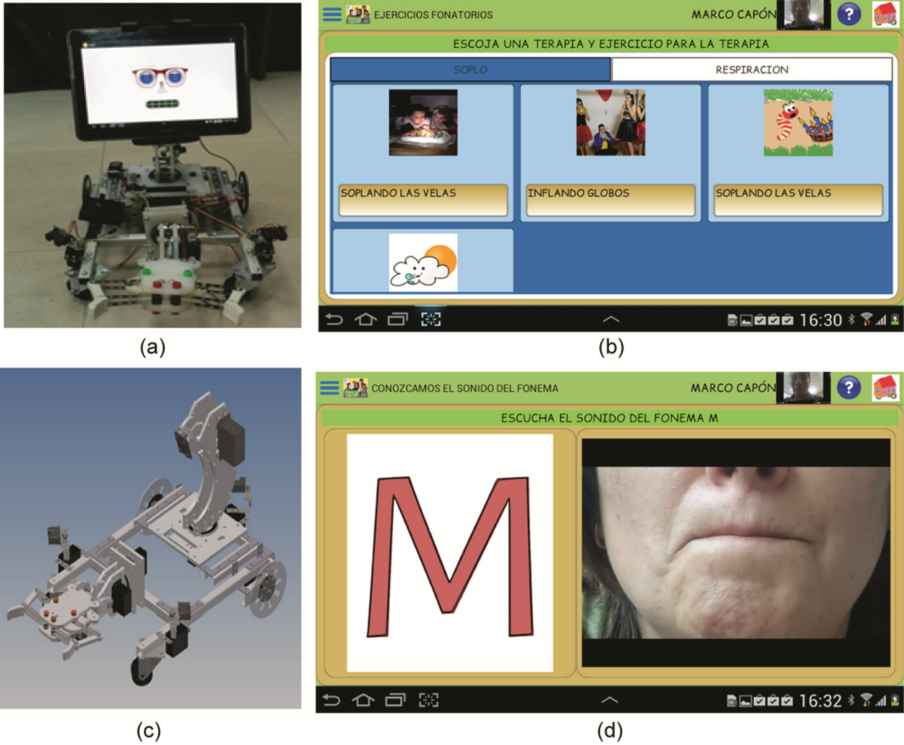 EJERCICIOS FONATORIOS
MARCO CAPÓN
?
ESCOJA UNA TERAPIA Y EJERCICIO PARA LA TERAPIA
SOPLO
RESPIRACION
SOPLANDO LAS VELAS
INFLANDO GLOBOS
SOPLANDO LAS VELAS
16:30
(a)
(b)
CONOZCAMOS EL SONIDO DEL FONEMA
MARCO CAPÓN
?
ESCUCHA EL SONIDO DEL FONEMA M
M
16:32
(c)
(d)